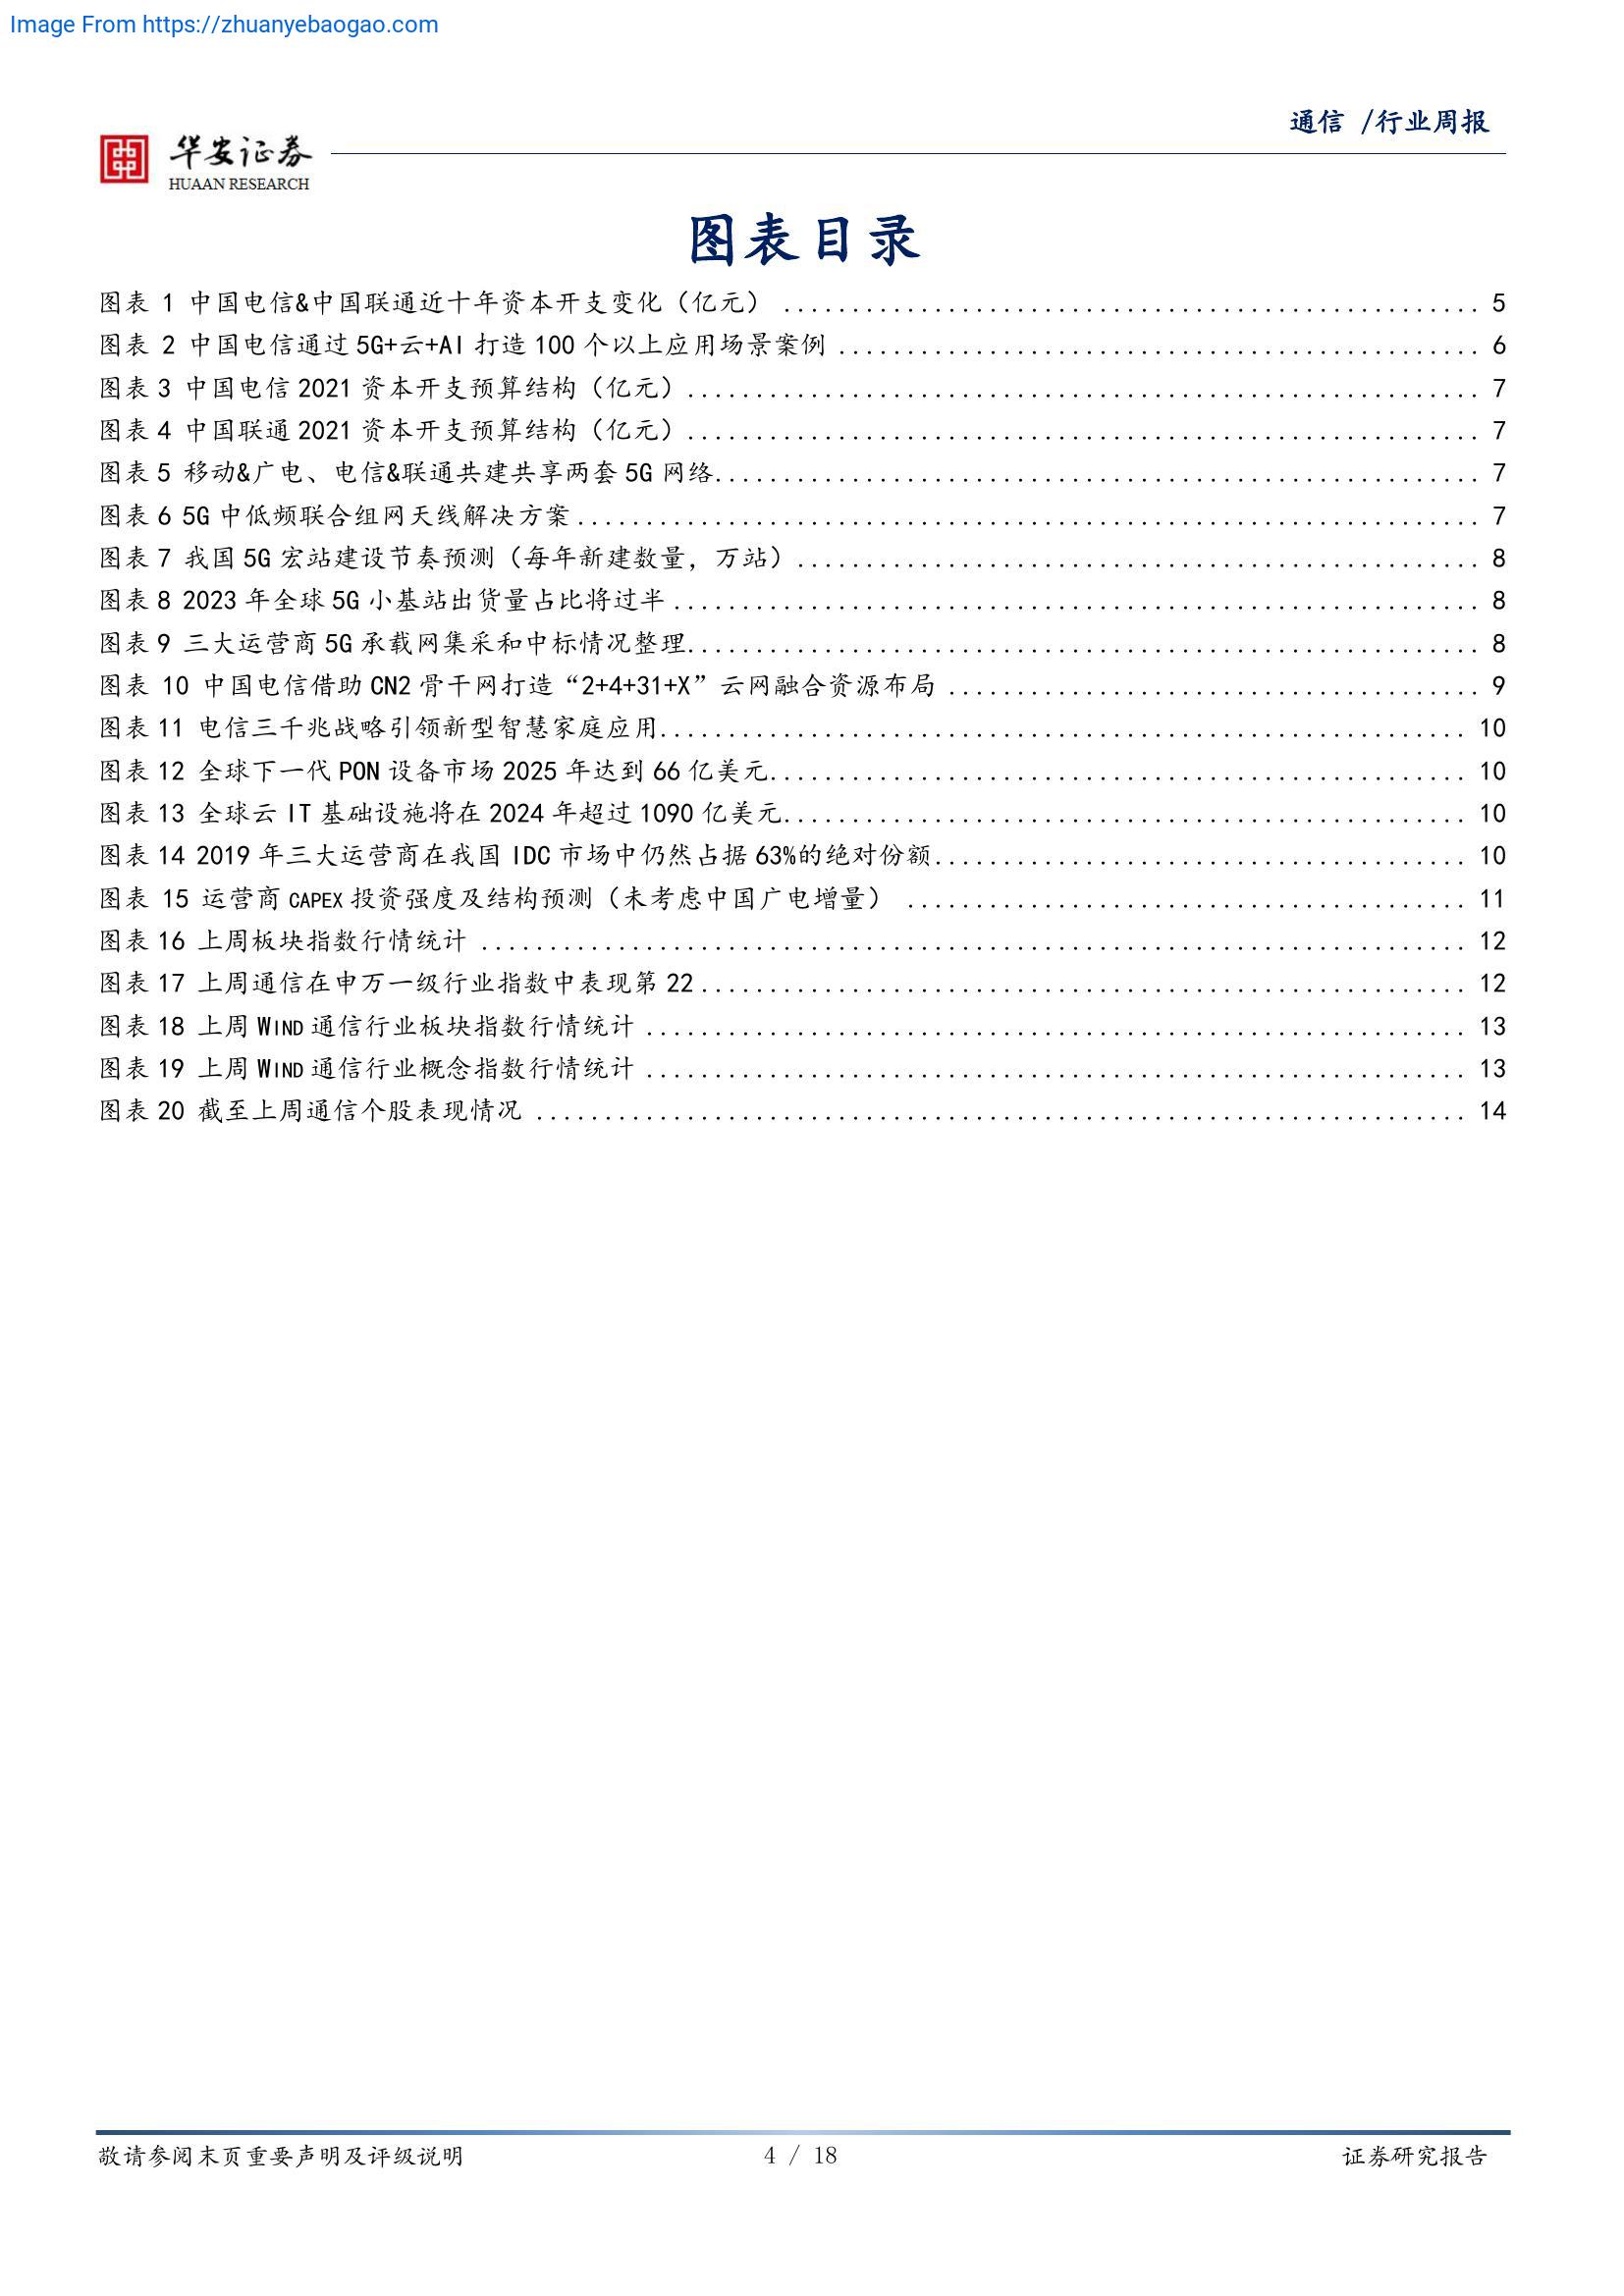 Image From https://zhuanyebaogao.com
通信 /行业周报
华安证券
HUAAN RESEARCH
图表目录
图表 1 中国电信&中国联通近十年资本开支变化（亿元） .................................................... 5
图表 2 中国电信通过 5G+云+AI 打造 100 个以上应用场景案例 ................................................ 6
图表 3 中国电信 2021 资本开支预算结构（亿元）........................................................... 7
图表 4 中国联通 2021 资本开支预算结构（亿元）........................................................... 7
图表 5 移动&广电、电信&联通共建共享两套 5G 网络......................................................... 7
图表 6 5G 中低频联合组网天线解决方案................................................................... 7
图表 7 我国 5G 宏站建设节奏预测（每年新建数量，万站）................................................... 8
图表 8 2023 年全球 5G 小基站出货量占比将过半............................................................ 8
图表 9 三大运营商 5G 承载网集采和中标情况整理........................................................... 8
图表 10 中国电信借助 CN2 骨干网打造“2+4+31+X”云网融合资源布局 ........................................ 9
图表 11 电信三千兆战略引领新型智慧家庭应用............................................................ 10
图表 12 全球下一代 PON 设备市场 2025 年达到 66 亿美元.................................................... 10
图表 13 全球云 IT 基础设施将在 2024 年超过 1090 亿美元................................................... 10
图表 14 2019 年三大运营商在我国 IDC 市场中仍然占据 63%的绝对份额........................................ 10
图表 15 运营商 CAPEX 投资强度及结构预测（未考虑中国广电增量） .......................................... 11
图表 16 上周板块指数行情统计 ......................................................................... 12
图表 17 上周通信在申万一级行业指数中表现第 22.......................................................... 12
图表 18 上周 WIND 通信行业板块指数行情统计 ............................................................. 13
图表 19 上周 WIND 通信行业概念指数行情统计 ............................................................. 13
图表 20 截至上周通信个股表现情况 ..................................................................... 14
敬请参阅末页重要声明及评级说明
4 / 18
证券研究报告